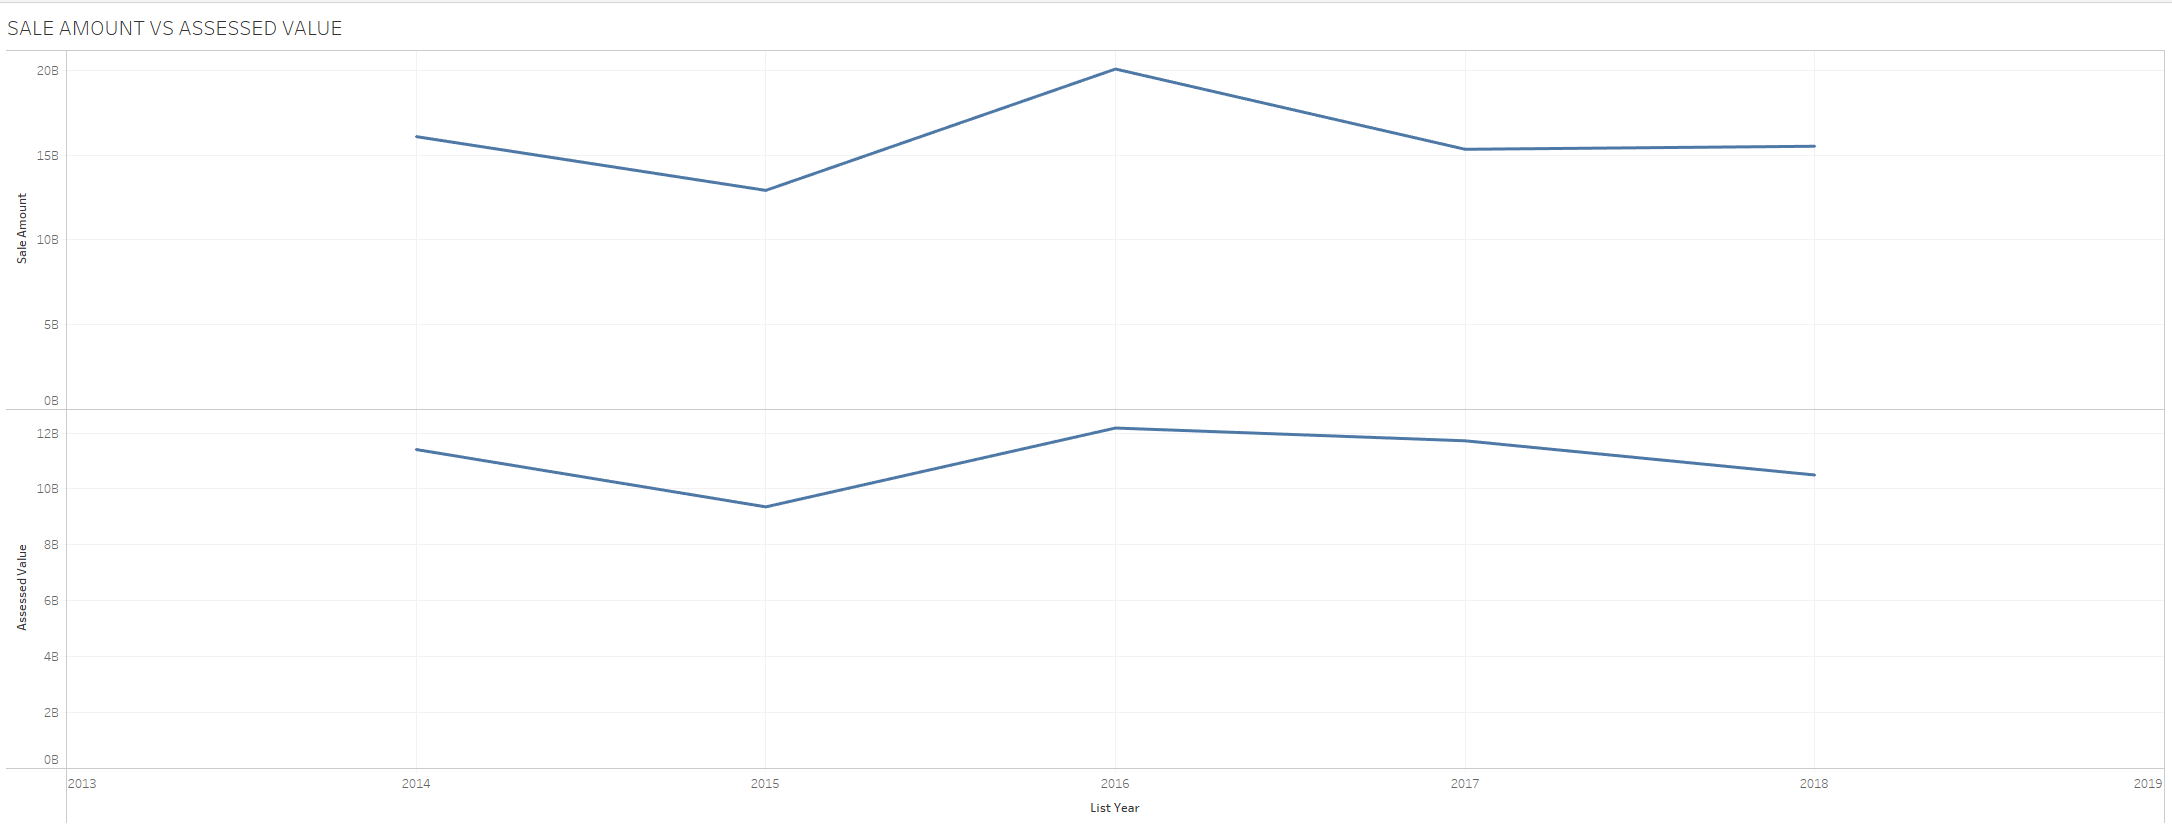 SALE AMOUNT VS ASSESSED VALUE
20B
15B
10B
5B
0B
Sale Amount
12B
10B
8B
6B
4B
2B
0B
Assessed Value
2013 2014 2015 2016 2017 2018 2019
List Year